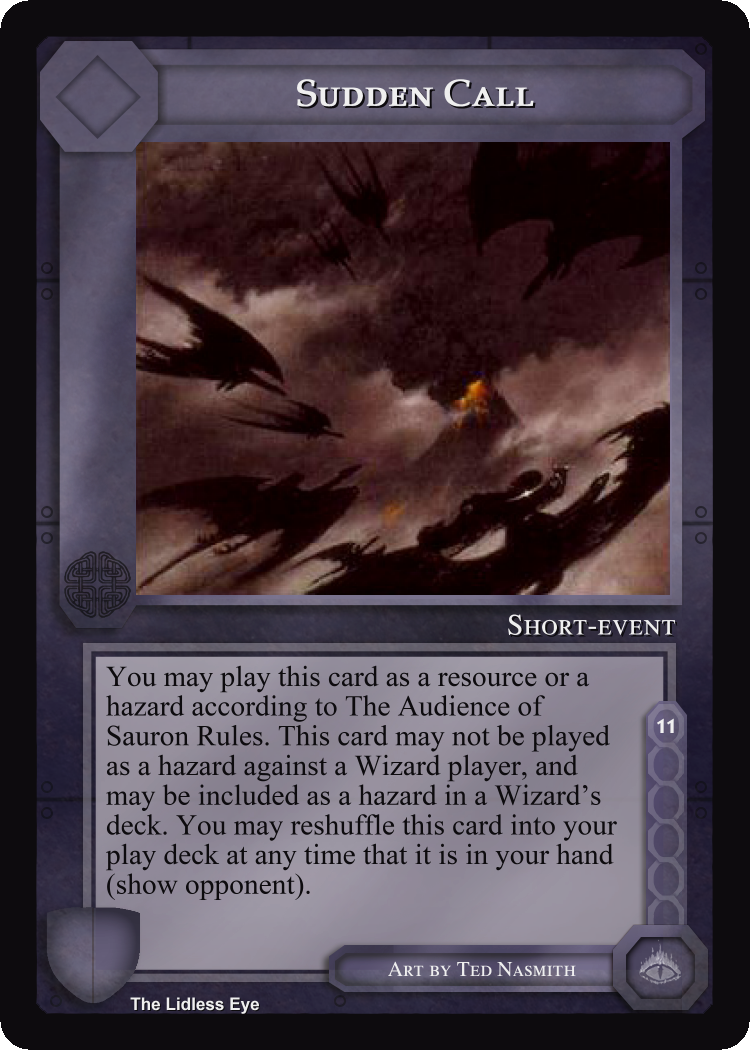 Sudden Call
Short-event
You may play this card as a resource or a
hazard according to The Audience of
Sauron Rules. This card may not be played
as a hazard against a Wizard player, and
may be included as a hazard in a Wizard’s
deck. You may reshuffle this card into your
play deck at any time that it is in your hand
(show opponent).
11
Art by Ted Nasmith
The Lidless Eye